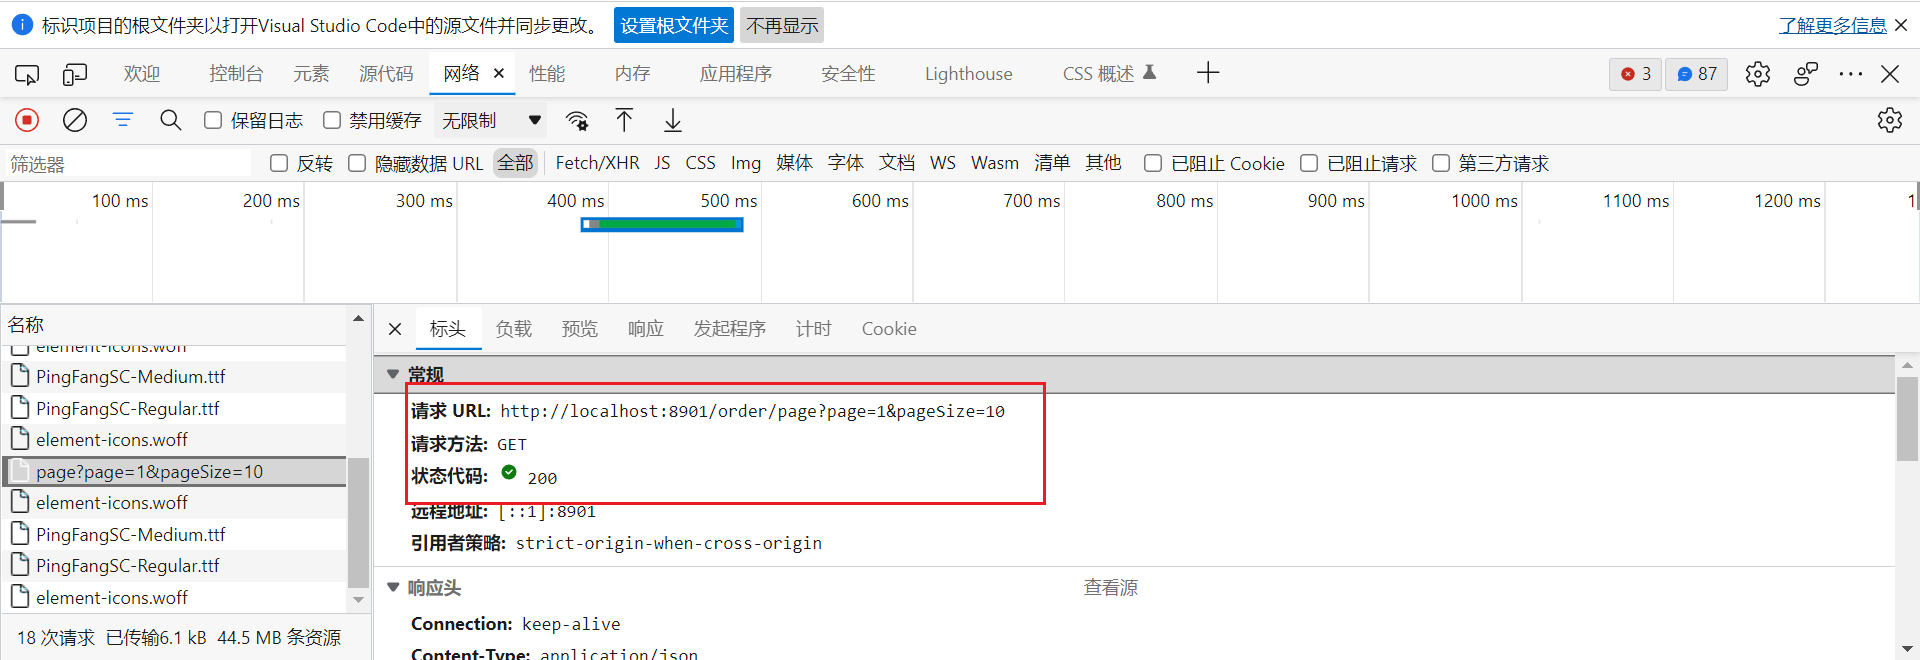 标识项目的根文件夹以打开Visual Studio Code中的源文件并同步更改。 设置根文件夹 不再显示 了解更多信息
欢迎 控制台 元素 源代码 网络 性能 内存 应用程序 安全性 Lighthouse CSS 概述 3 87
保留日志 禁用缓存 无限制
筛选器 反转 隐藏数据 URL 全部 Fetch/XHR JS CSS Img 媒体 字体 文档 WS Wasm 清单 其他 已阻止 Cookie 已阻止请求 第三方请求
100 ms 200 ms 300 ms 400 ms 500 ms 600 ms 700 ms 800 ms 900 ms 1000 ms 1100 ms 1200 ms 1
名称
element-icons.woff
PingFangSC-Medium.ttf
PingFangSC-Regular.ttf
element-icons.woff
page?page=1&pageSize=10
element-icons.woff
PingFangSC-Medium.ttf
PingFangSC-Regular.ttf
element-icons.woff
18 次请求 已传输6.1 kB 44.5 MB 条资源
标头 负载 预览 响应 发起程序 计时 Cookie
常规
请求 URL: http://localhost:8901/order/page?page=1&pageSize=10
请求方法: GET
状态代码: 200
远程地址: [::1]:8901
引用者策略: strict-origin-when-cross-origin
响应头 查看源
Connection: keep-alive
Content-Type: application/json